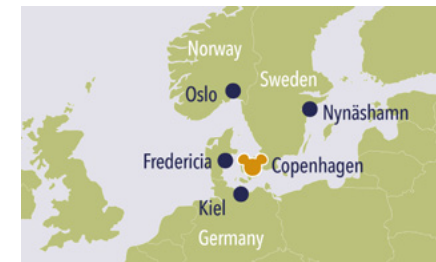 Norway
Sweden
Oslo
Nynäshamn
Fredericia
Copenhagen
Kiel
Germany